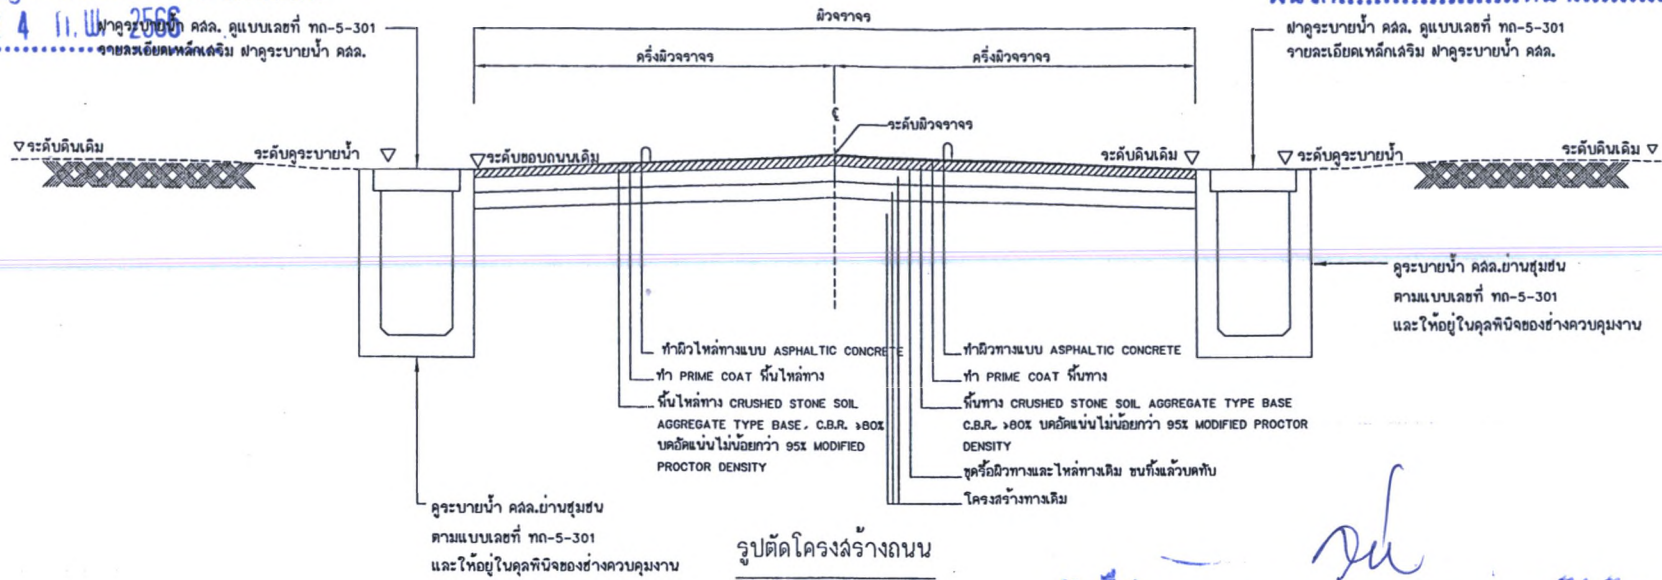 4 ก.พ. 2566
ผิวจราจร
ฝาคูระบายน้ำ คสล. ดูแบบเลขที่ ทถ-5-301
รายละเอียดเหล็กเสริม ฝาคูระบายน้ำ คสล.
ฝาคูระบายน้ำ คสล. ดูแบบเลขที่ ทถ-5-301
รายละเอียดเหล็กเสริม ฝาคูระบายน้ำ คสล.
ครึ่งผิวจราจร
ครึ่งผิวจราจร
ระดับผิวจราจร
ระดับดินเดิม
ระดับคูระบายน้ำ
ระดับขอบถนนเดิม
ระดับดินเดิม
ระดับคูระบายน้ำ
ระดับดินเดิม
คูระบายน้ำ คสล.ย่านชุมชน
ตามแบบเลขที่ ทถ-5-301
และให้อยู่ในดุลพินิจของช่างควบคุมงาน
ทำผิวไหล่ทางแบบ ASPHALTIC CONCRETE
ทำ PRIME COAT พื้นไหล่ทาง
พื้นไหล่ทาง CRUSHED STONE SOIL
AGGREGATE TYPE BASE, C.B.R. >80%
บดอัดแน่นไม่น้อยกว่า 95% MODIFIED
PROCTOR DENSITY
ทำผิวทางแบบ ASPHALTIC CONCRETE
ทำ PRIME COAT พื้นทาง
พื้นทาง CRUSHED STONE SOIL AGGREGATE TYPE BASE
C.B.R. >80% บดอัดแน่นไม่น้อยกว่า 95% MODIFIED PROCTOR
DENSITY
ขุดรื้อผิวทางและไหล่ทางเดิม ขนทิ้งแล้วบดทับ
โครงสร้างทางเดิม
คูระบายน้ำ คสล.ย่านชุมชน
ตามแบบเลขที่ ทถ-5-301
และให้อยู่ในดุลพินิจของช่างควบคุมงาน
รูปตัดโครงสร้างถนน